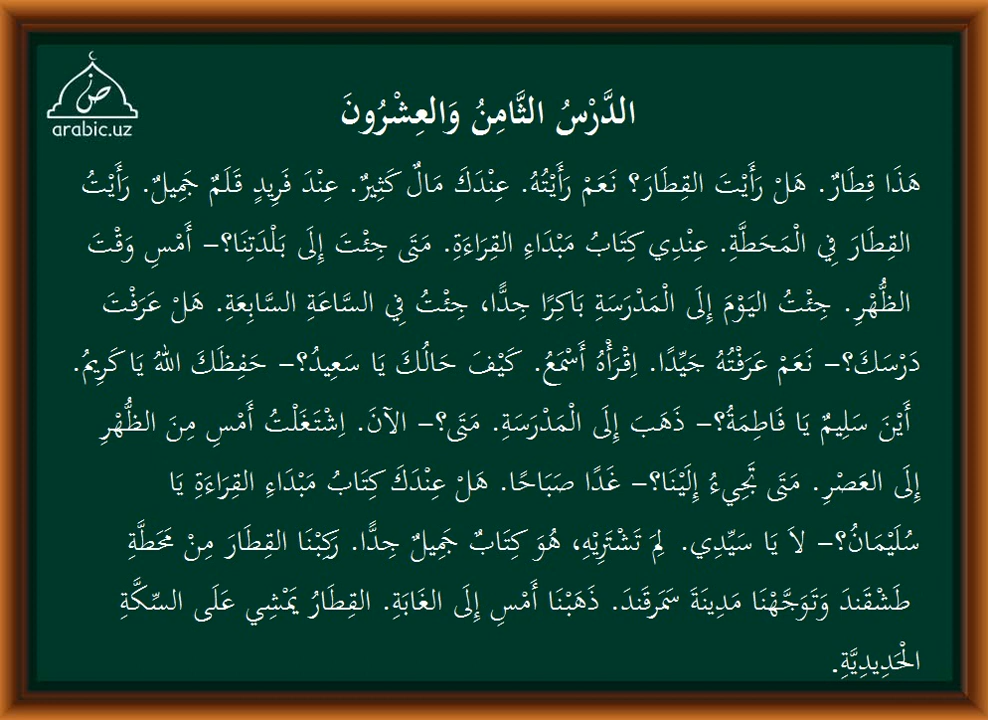 ض
arabic.uz
الدَّرْسُ الثَّامِنُ وَالعِشْرُونَ
هَذَا قِطَارٌ. هَلْ رَأَيْتَ القِطَارَ؟ نَعَمْ رَأَيْتُهُ. عِنْدَكَ مَالٌ كَثِيرٌ. عِنْدَ فَرِيدٍ قَلَمٌ جَمِيلٌ. رَأَيْتُ
القِطَارَ فِي الْمَحَطَّةِ. عِنْدِي كِتَابُ مَبْدَاءِ القِرَاءَةِ. مَتَى جِئْتَ إِلَى بَلْدَتِنَا؟– أَمْسِ وَقْتَ
الظُّهْرِ. جِئْتُ اليَوْمَ إِلَى الْمَدْرَسَةِ بَاكِرًا جِدًّا، جِئْتُ فِي السَّاعَةِ السَّابِعَةِ. هَلْ عَرَفْتَ
دَرْسَكَ؟– نَعَمْ عَرَفْتُهُ جَيِّدًا. اِقْرَأْهُ أَسْمَعُ. كَيْفَ حَالُكَ يَا سَعِيدُ؟– حَفِظَكَ اللهُ يَا كَرِيمُ.
أَيْنَ سَلِيمٌ يَا فَاطِمَةُ؟– ذَهَبَ إِلَى الْمَدْرَسَةِ. مَتَى؟– الآنَ. اِشْتَغَلْتُ أَمْسِ مِنَ الظُّهْرِ
إِلَى العَصْرِ. مَتَى تَجِيءُ إِلَيْنَا؟– غَدًا صَبَاحًا. هَلْ عِنْدَكَ كِتَابُ مَبْدَاءِ القِرَاءَةِ يَا
سُلَيْمَانُ؟– لاَ يَا سَيِّدِي. لِمَ تَشْتَرِيْهِ، هُوَ كِتَابٌ جَمِيلٌ جِدًّا. رَكِبْنَا القِطَارَ مِنْ مَحَطَّةِ
طَشْقَندَ وَتَوَجَّهْنَا مَدِينَةَ سَمَرقَندَ. ذَهَبْنَا أَمْسِ إِلَى الغَابَةِ. القِطَارُ يَمْشِي عَلَى السِّكَّةِ
الْحَدِيدِيَّةِ.